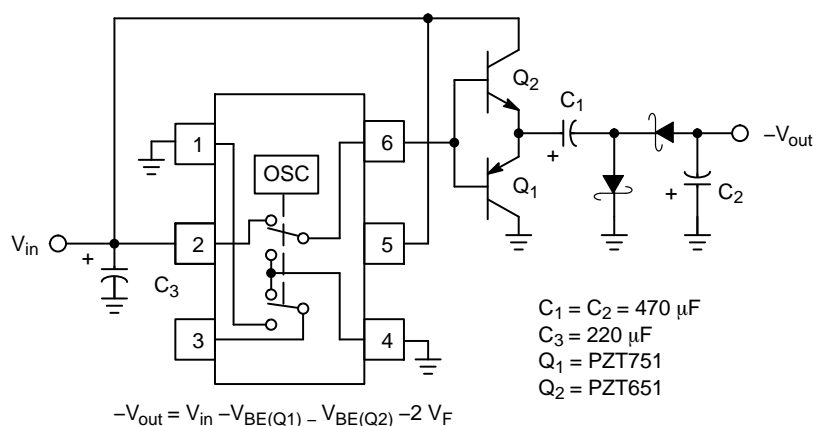 Q2
C1
1
6
–Vout
OSC
Q1
C2
Vin
2
5
C3
3
4
C1 = C2 = 470 μF
C3 = 220 μF
Q1 = PZT751
Q2 = PZT651
–Vout = Vin –VBE(Q1) – VBE(Q2) –2 VF